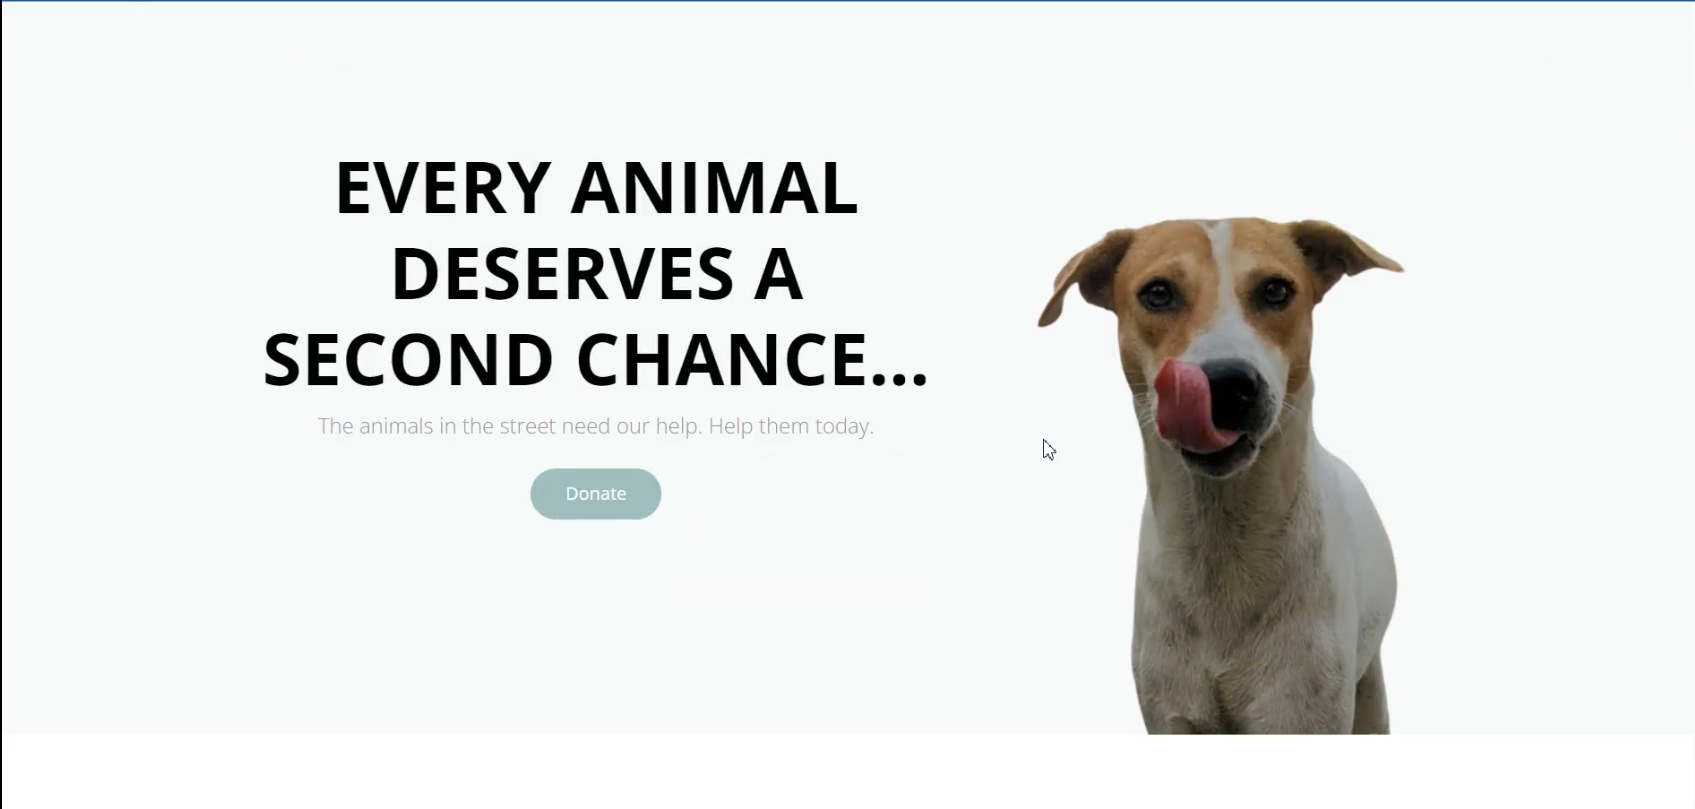 EVERY ANIMAL
DESERVES A
SECOND CHANCE...
The animals in the street need our help. Help them today.
Donate